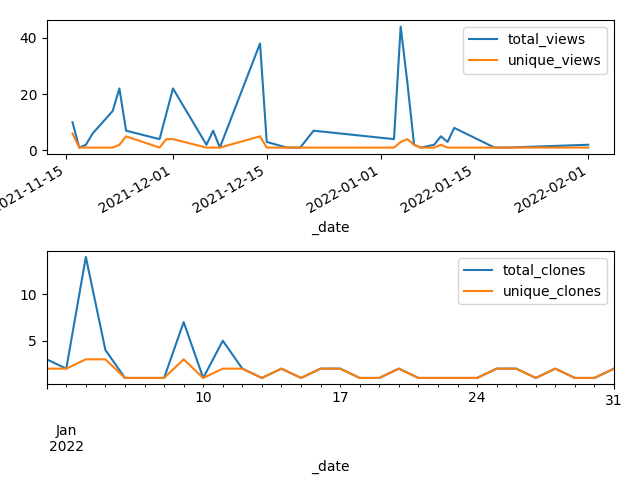 40
20
0
total_views
unique_views
2021-11-15
2021-12-01
2021-12-15
2022-01-01
2022-01-15
2022-02-01
_date
10
5
total_clones
unique_clones
10
17
24
31
Jan
2022
_date